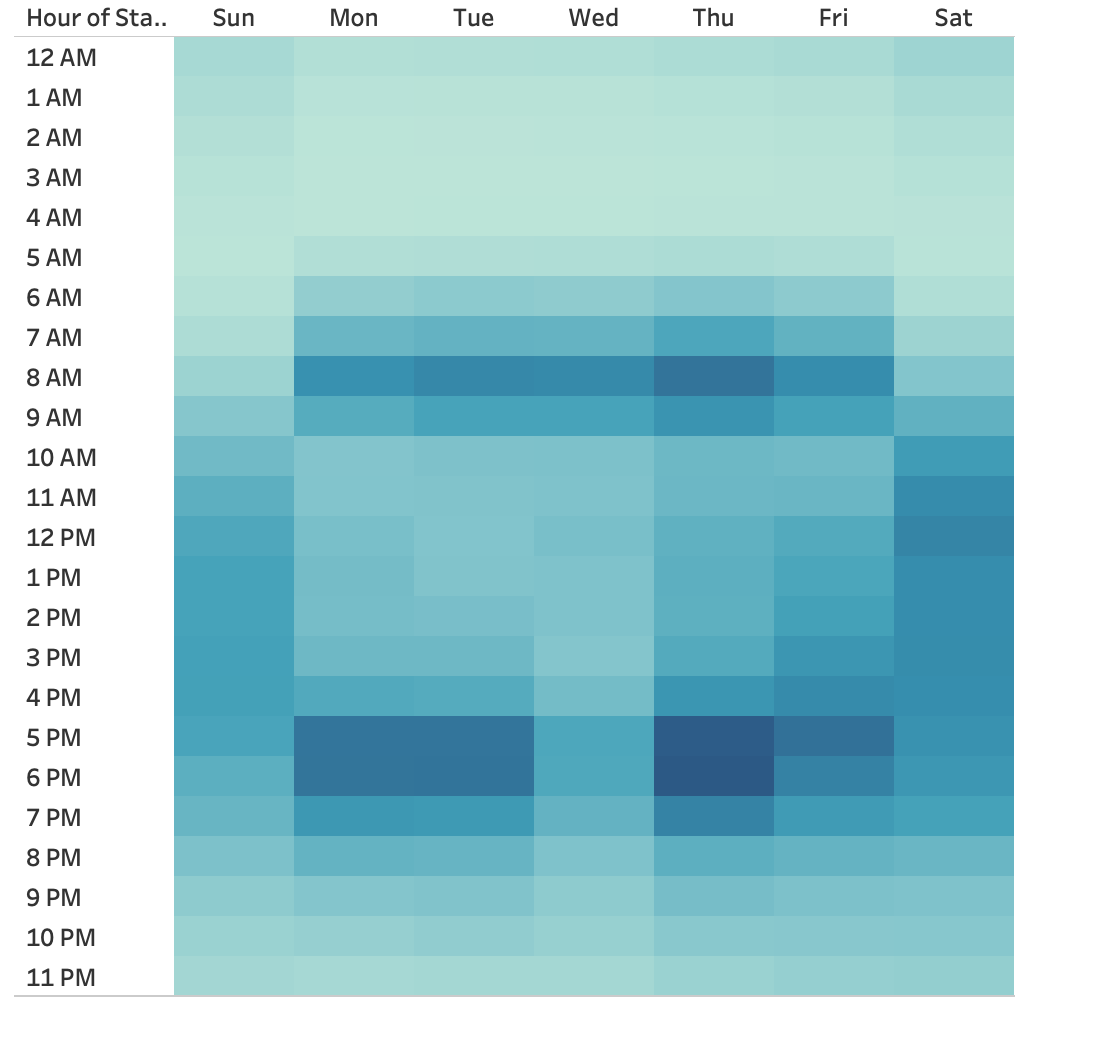 Hour of Sta.. Sun Mon Tue Wed Thu Fri Sat
12 AM
1 AM
2 AM
3 AM
4 AM
5 AM
6 AM
7 AM
8 AM
9 AM
10 AM
11 AM
12 PM
1 PM
2 PM
3 PM
4 PM
5 PM
6 PM
7 PM
8 PM
9 PM
10 PM
11 PM